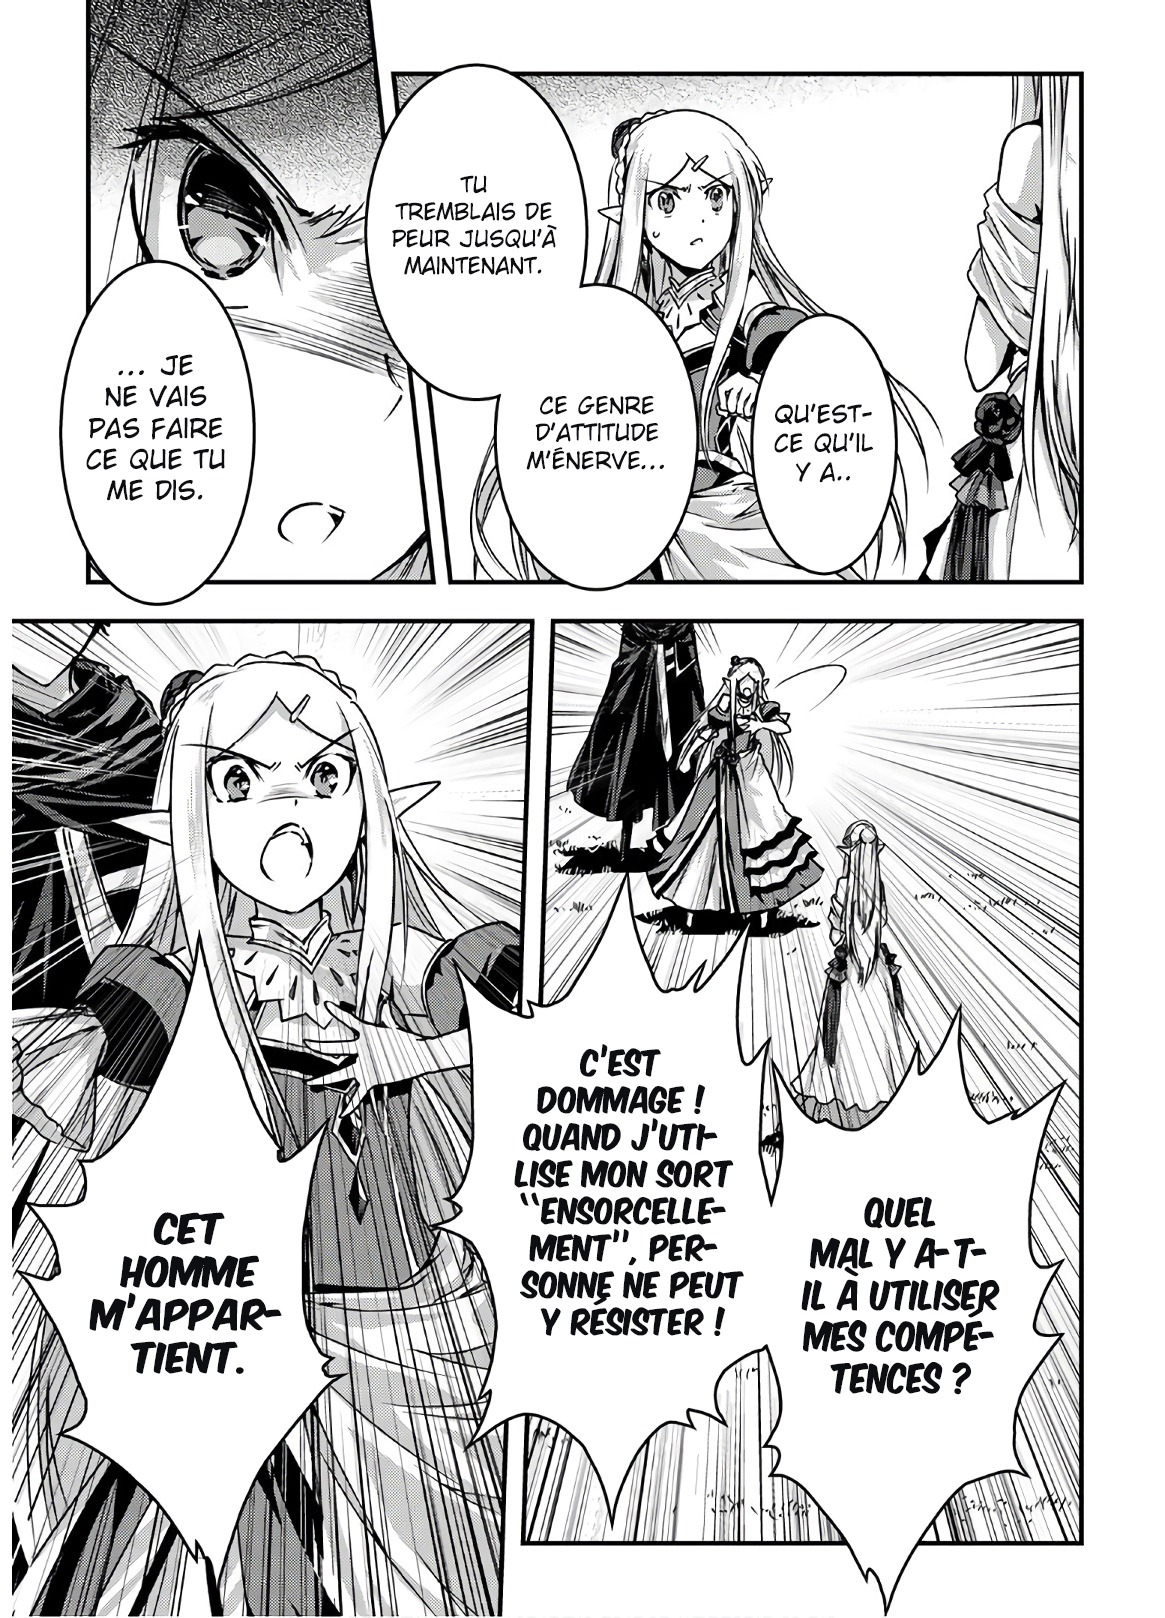 QU'EST-
CE QU'IL
Y A..
TU
TREMBLAIS DE
PEUR JUSQU'À
MAINTENANT.
CE GENRE
D'ATTITUDE
M'ÉNERVE...
... JE
NE VAIS
PAS FAIRE
CE QUE TU
ME DIS.
QUEL
MAL Y A-T-
IL À UTILISER
MES COMPÉ-
TENCES ?
C'EST
DOMMAGE !
QUAND J'UTI-
LISE MON SORT
"ENSORCELLE-
MENT", PER-
SONNE NE PEUT
Y RÉSISTER !
CET
HOMME
M'APPAR-
TIENT.